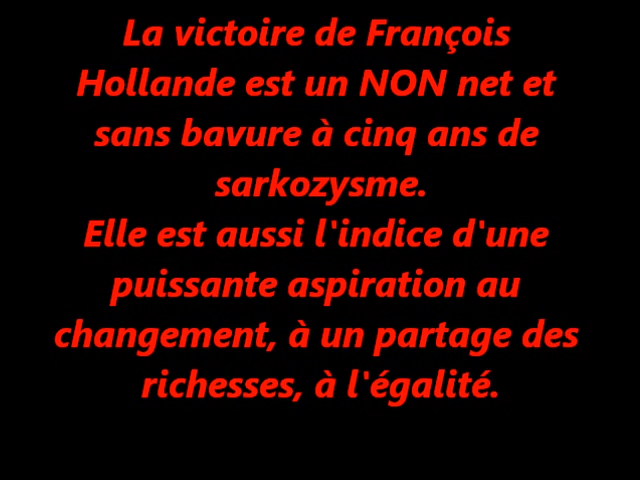 La victoire de François
Hollande est un NON net et
sans bavure à cinq ans de
sarkozysme.
Elle est aussi l'indice d'une
puissante aspiration au
changement, à un partage des
richesses, à l'égalité.